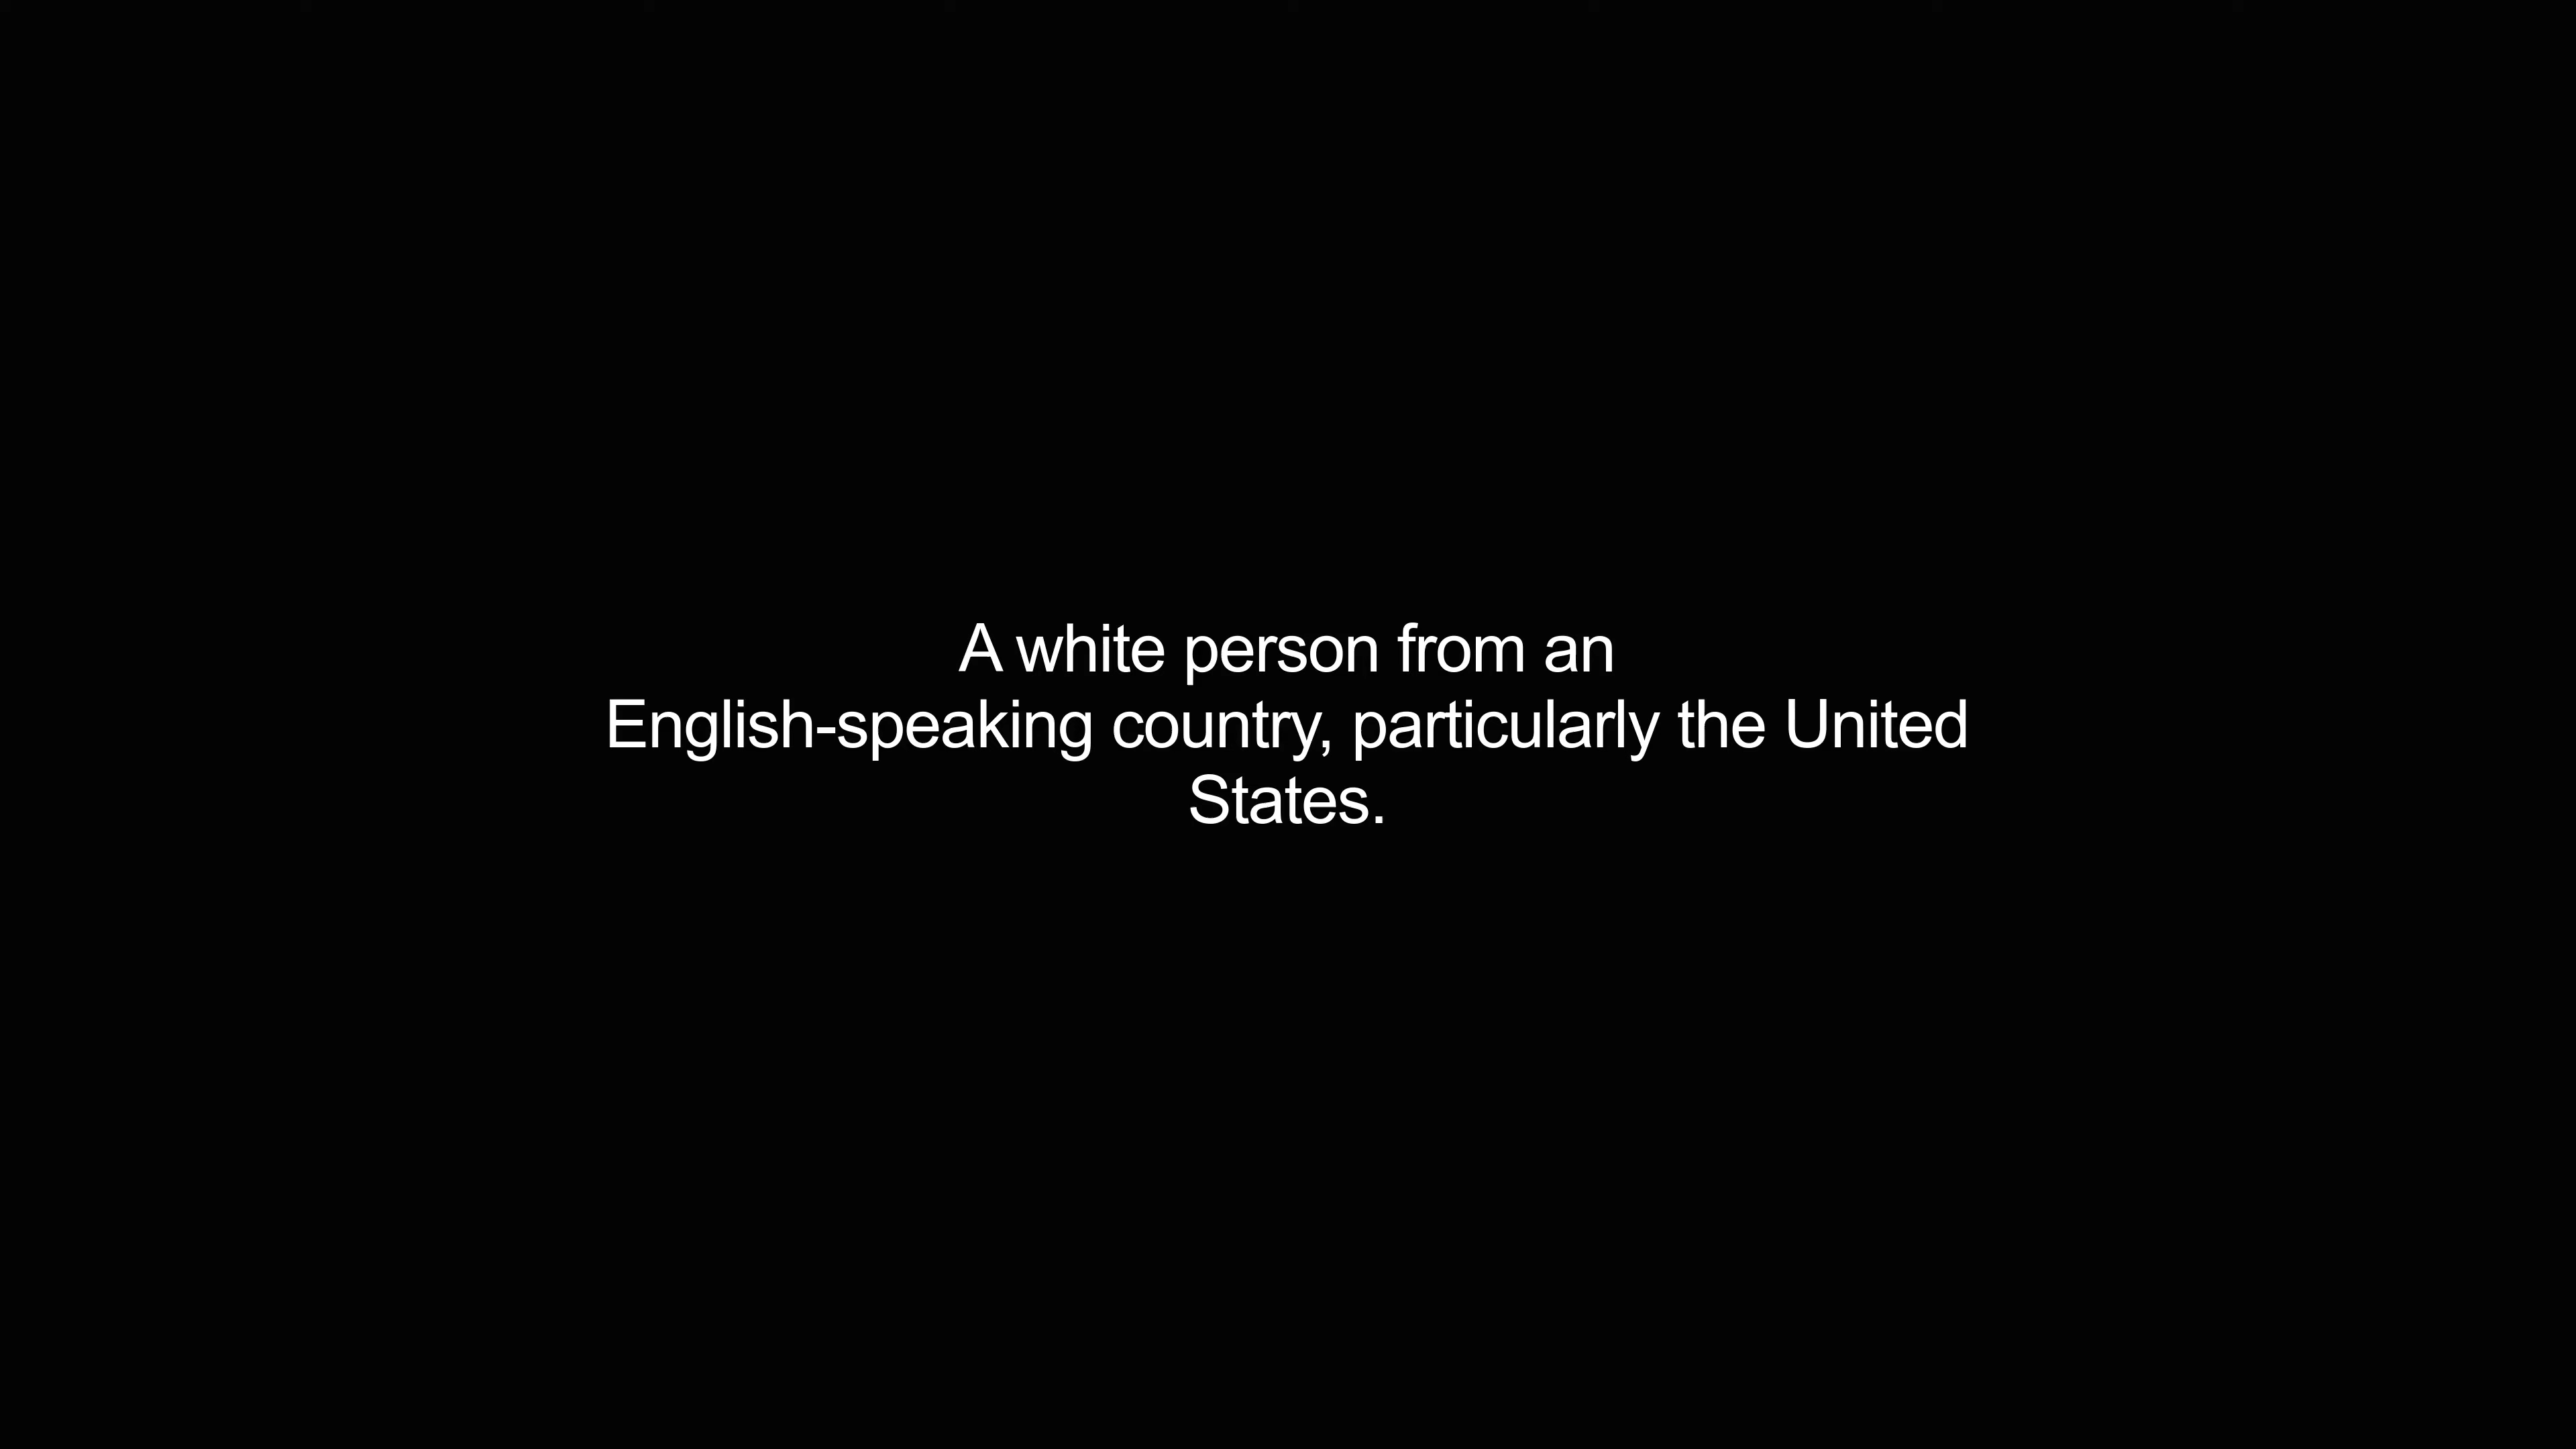 A white person from an
English-speaking country, particularly the United
States.